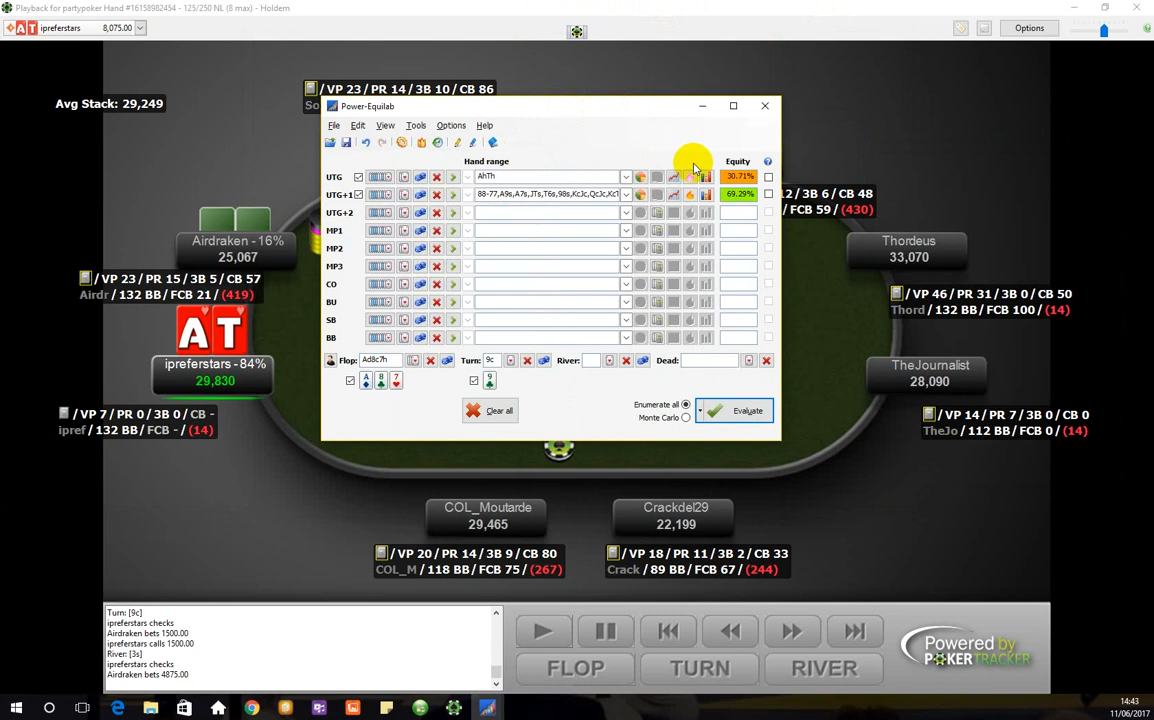 Playback for partypoker Hand #16158982454 - 125/250 NL (8 max) - Holdem
AT ipreferstars 8,075.00
Options
Avg Stack: 29,249
/ VP 23 / PR 14 / 3B 10 / CB 86
So
Power-Equilab
File Edit View Tools Options Help
Hand range Equity
UTG AhTh 30.71%
UTG+1 88-77,A9s,A7s,JTs,T6s,98s,KcJc,QcJc,KcT 69.29%
UTG+2
MP1
MP2
MP3
CO
BU
SB
BB
Flop: Ad8c7h Turn: 9c River: Dead:
A 8 7 9
Clear all
Enumerate all
Monte Carlo
Evaluate
12 / 3B 6 / CB 48
/ FCB 59 / (430)
Airdraken - 16%
25,067
/ VP 23 / PR 15 / 3B 5 / CB 57
Airdr / 132 BB / FCB 21 / (419)
Thordeus
33,070
/ VP 46 / PR 31 / 3B 0 / CB 50
Thord / 132 BB / FCB 100 / (14)
A T
ipreferstars - 84%
29,830
/ VP 7 / PR 0 / 3B 0 / CB -
ipref / 132 BB / FCB - / (14)
TheJournalist
28,090
/ VP 14 / PR 7 / 3B 0 / CB 0
TheJo / 112 BB / FCB 0 / (14)
COL_Moutarde
29,465
/ VP 20 / PR 14 / 3B 9 / CB 80
COL_M / 118 BB / FCB 75 / (267)
Crackdel29
22,199
/ VP 18 / PR 11 / 3B 2 / CB 33
Crack / 89 BB / FCB 67 / (244)
Turn: [9c]
ipreferstars checks
Airdraken bets 1500.00
ipreferstars calls 1500.00
River: [3s]
ipreferstars checks
Airdraken bets 4875.00
FLOP TURN RIVER
Powered by
POKERTRACKER
14:43
11/06/2017